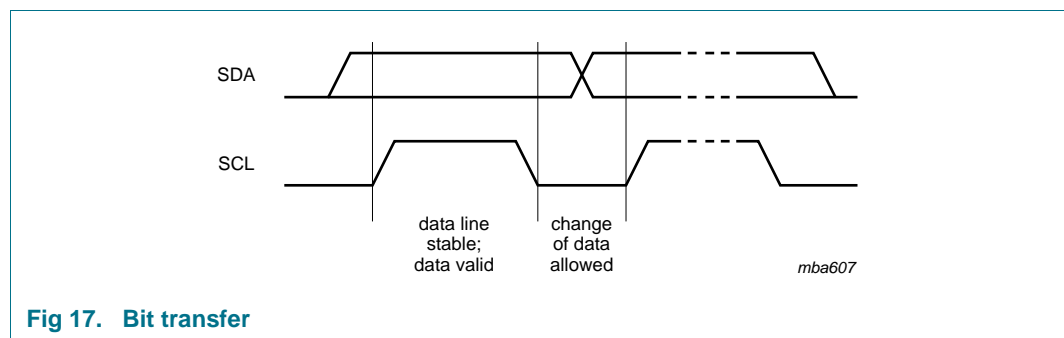 SDA
SCL
data line
stable;
data valid
change
of data
allowed
mba607
Fig 17. Bit transfer